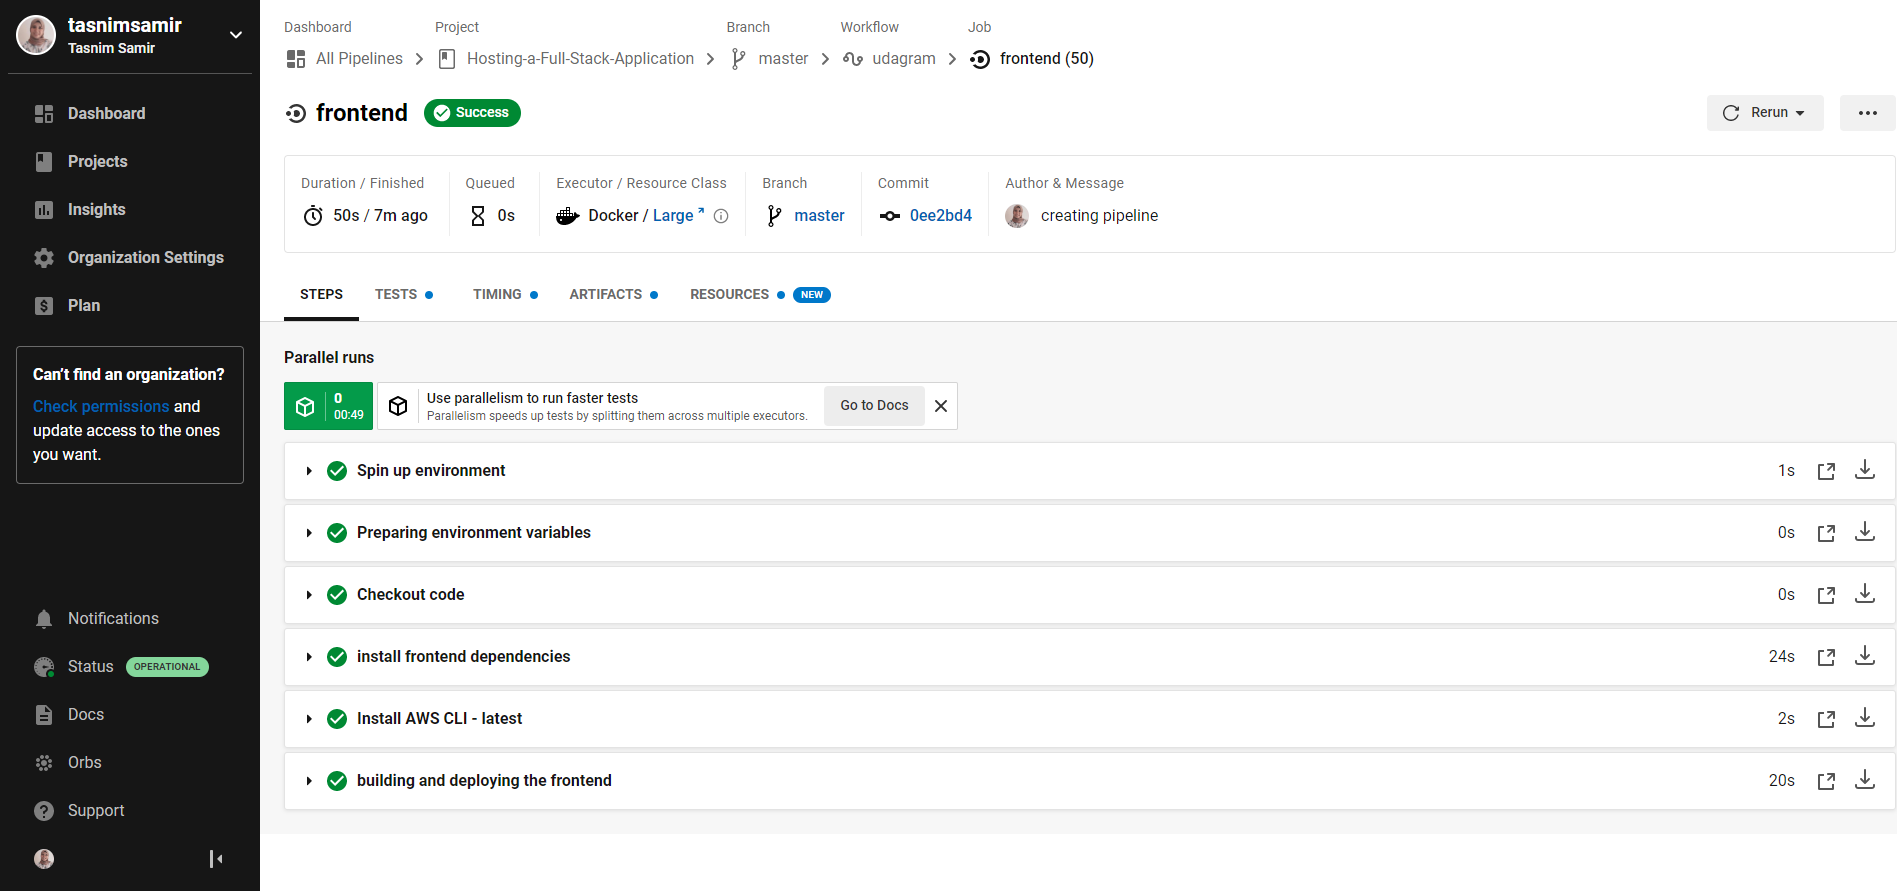 tasnimsamir
Tasnim Samir
Dashboard
Projects
Insights
Organization Settings
Plan
Can't find an organization?
Check permissions and
update access to the ones
you want.
Notifications
Status OPERATIONAL
Docs
Orbs
Support
Dashboard Project Branch Workflow Job
All Pipelines Hosting-a-Full-Stack-Application master udagram frontend (50)
frontend Success
Rerun
Duration / Finished Queued Executor / Resource Class Branch Commit Author & Message
50s / 7m ago 0s Docker / Large master 0ee2bd4 creating pipeline
STEPS TESTS TIMING ARTIFACTS RESOURCES NEW
Parallel runs
0
00:49
Use parallelism to run faster tests
Parallelism speeds up tests by splitting them across multiple executors.
Go to Docs
Spin up environment 1s
Preparing environment variables 0s
Checkout code 0s
install frontend dependencies 24s
Install AWS CLI - latest 2s
building and deploying the frontend 20s